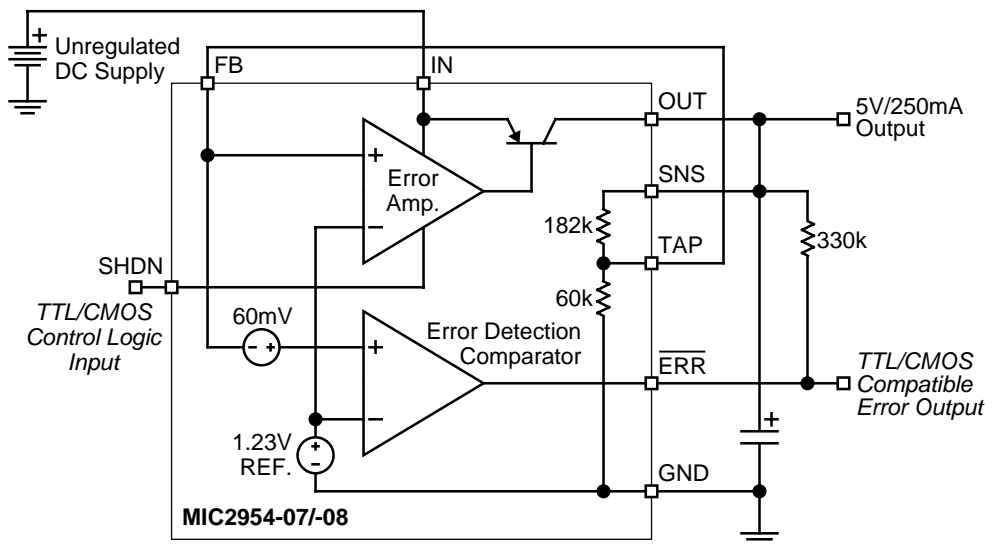 Unregulated
DC Supply
FB
IN
OUT
5V/250mA
Output
Error
Amp.
SNS
182k
330k
TAP
SHDN
60k
TTL/CMOS
Control Logic
Input
60mV
Error Detection
Comparator
ERR
TTL/CMOS
Compatible
Error Output
1.23V
REF.
GND
MIC2954-07/-08